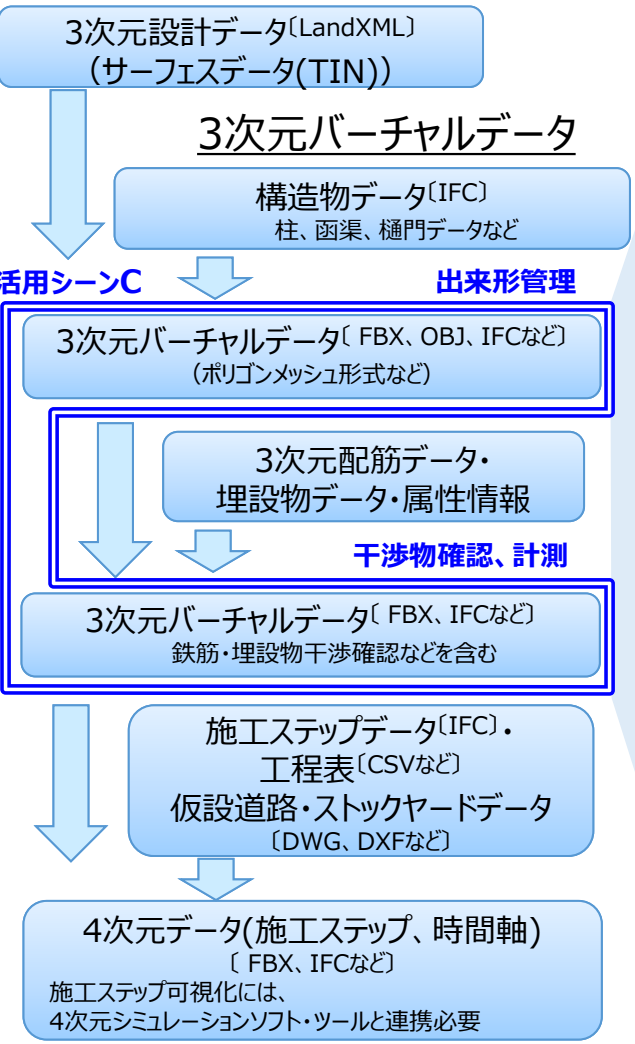 3次元設計データ〔LandXML〕
（サーフェスデータ(TIN)）
3次元バーチャルデータ
構造物データ〔IFC〕
柱、函渠、樋門データなど
活用シーンC
出来形管理
3次元バーチャルデータ〔 FBX、OBJ、IFCなど〕
（ポリゴンメッシュ形式など）
3次元配筋データ・
埋設物データ・属性情報
干渉物確認、計測
3次元バーチャルデータ〔 FBX、IFCなど〕
鉄筋・埋設物干渉確認などを含む
施工ステップデータ〔IFC〕・
工程表〔CSVなど〕
仮設道路・ストックヤードデータ
〔DWG、DXFなど〕
4次元データ(施工ステップ、時間軸)
〔 FBX、IFCなど〕
施工ステップ可視化には、
4次元シミュレーションソフト・ツールと連携必要